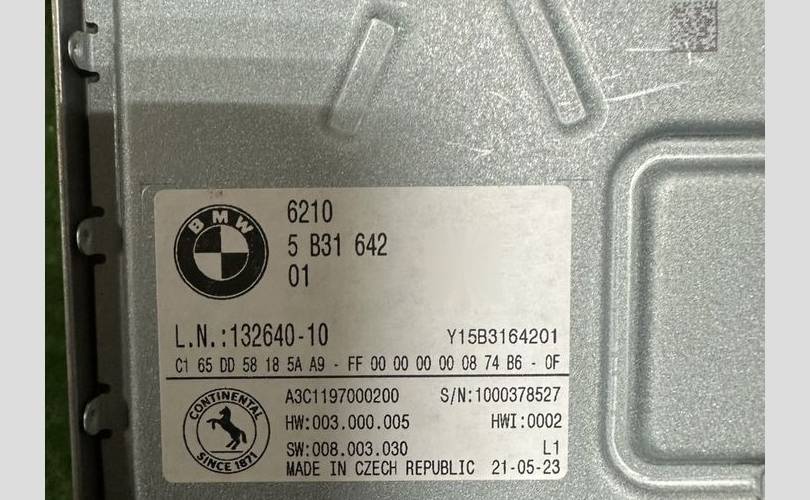 BMW
6210
5 B31 642
01
L.N.:132640-10 Y15B3164201
C1 65 DD 58 18 5A A9 - FF 00 00 00 00 08 74 B6 - 0F
CONTINENTAL
SINCE 1871
A3C1197000200 S/N:1000378527
HW:003.000.005 HWI:0002
SW:008.003.030 L1
MADE IN CZECH REPUBLIC 21-05-23